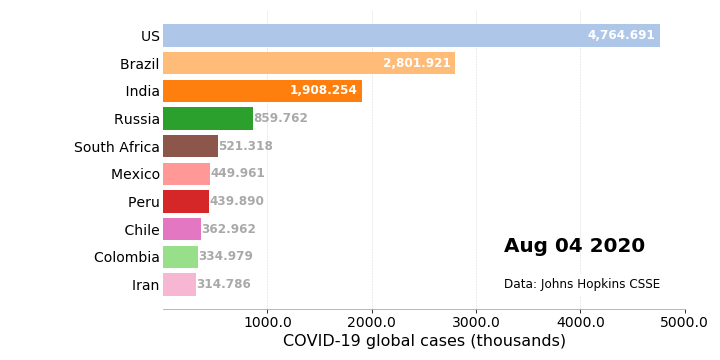 US 4,764.691
Brazil 2,801.921
India 1,908.254
Russia 859.762
South Africa 521.318
Mexico 449.961
Peru 439.890
Chile 362.962
Colombia 334.979
Iran 314.786
Aug 04 2020
Data: Johns Hopkins CSSE
1000.0 2000.0 3000.0 4000.0 5000.0
COVID-19 global cases (thousands)